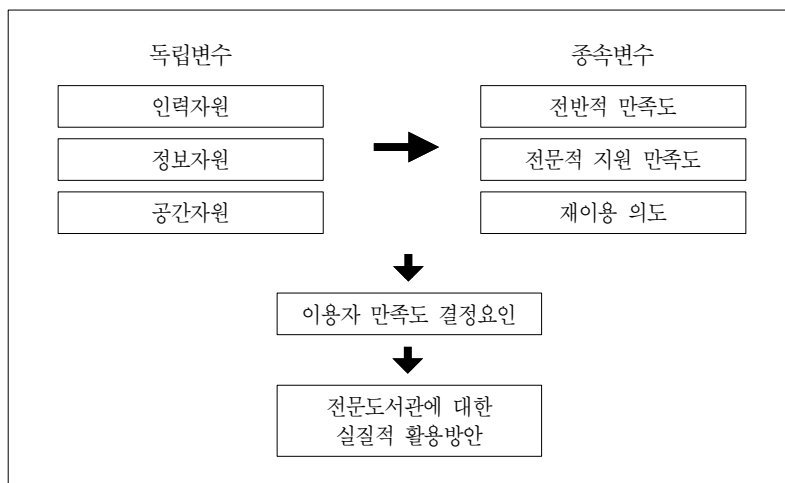 독립변수
종속변수
인력자원
전반적 만족도
정보자원
전문적 지원 만족도
공간자원
재이용 의도
이용자 만족도 결정요인
전문도서관에 대한
실질적 활용방안